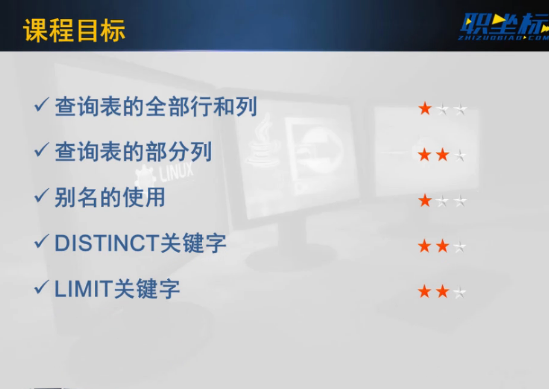 课程目标
职坐标
ZHIZUOBIAO.COM
查询表的全部行和列
查询表的部分列
别名的使用
DISTINCT关键字
LIMIT关键字
LINUX